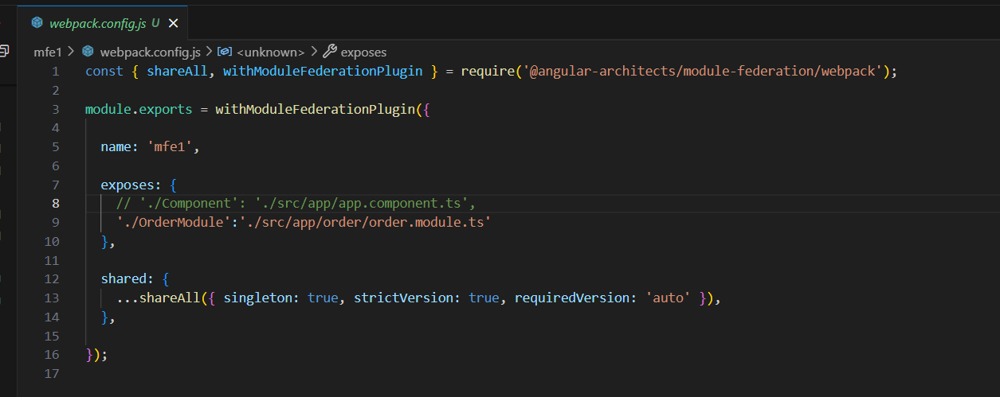 webpack.config.js U
mfe1 > webpack.config.js > <unknown> > exposes
1 const { shareAll, withModuleFederationPlugin } = require('@angular-architects/module-federation/webpack');
2
3 module.exports = withModuleFederationPlugin({
4
5 name: 'mfe1',
6
7 exposes: {
8 // './Component': './src/app/app.component.ts',
9 './OrderModule':'./src/app/order/order.module.ts'
10 },
11
12 shared: {
13 ...shareAll({ singleton: true, strictVersion: true, requiredVersion: 'auto' }),
14 },
15
16 });
17